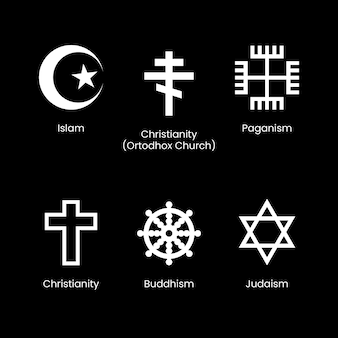 Islam
Christianity
(Ortodhox Church)
Paganism
Christianity
Buddhism
Judaism